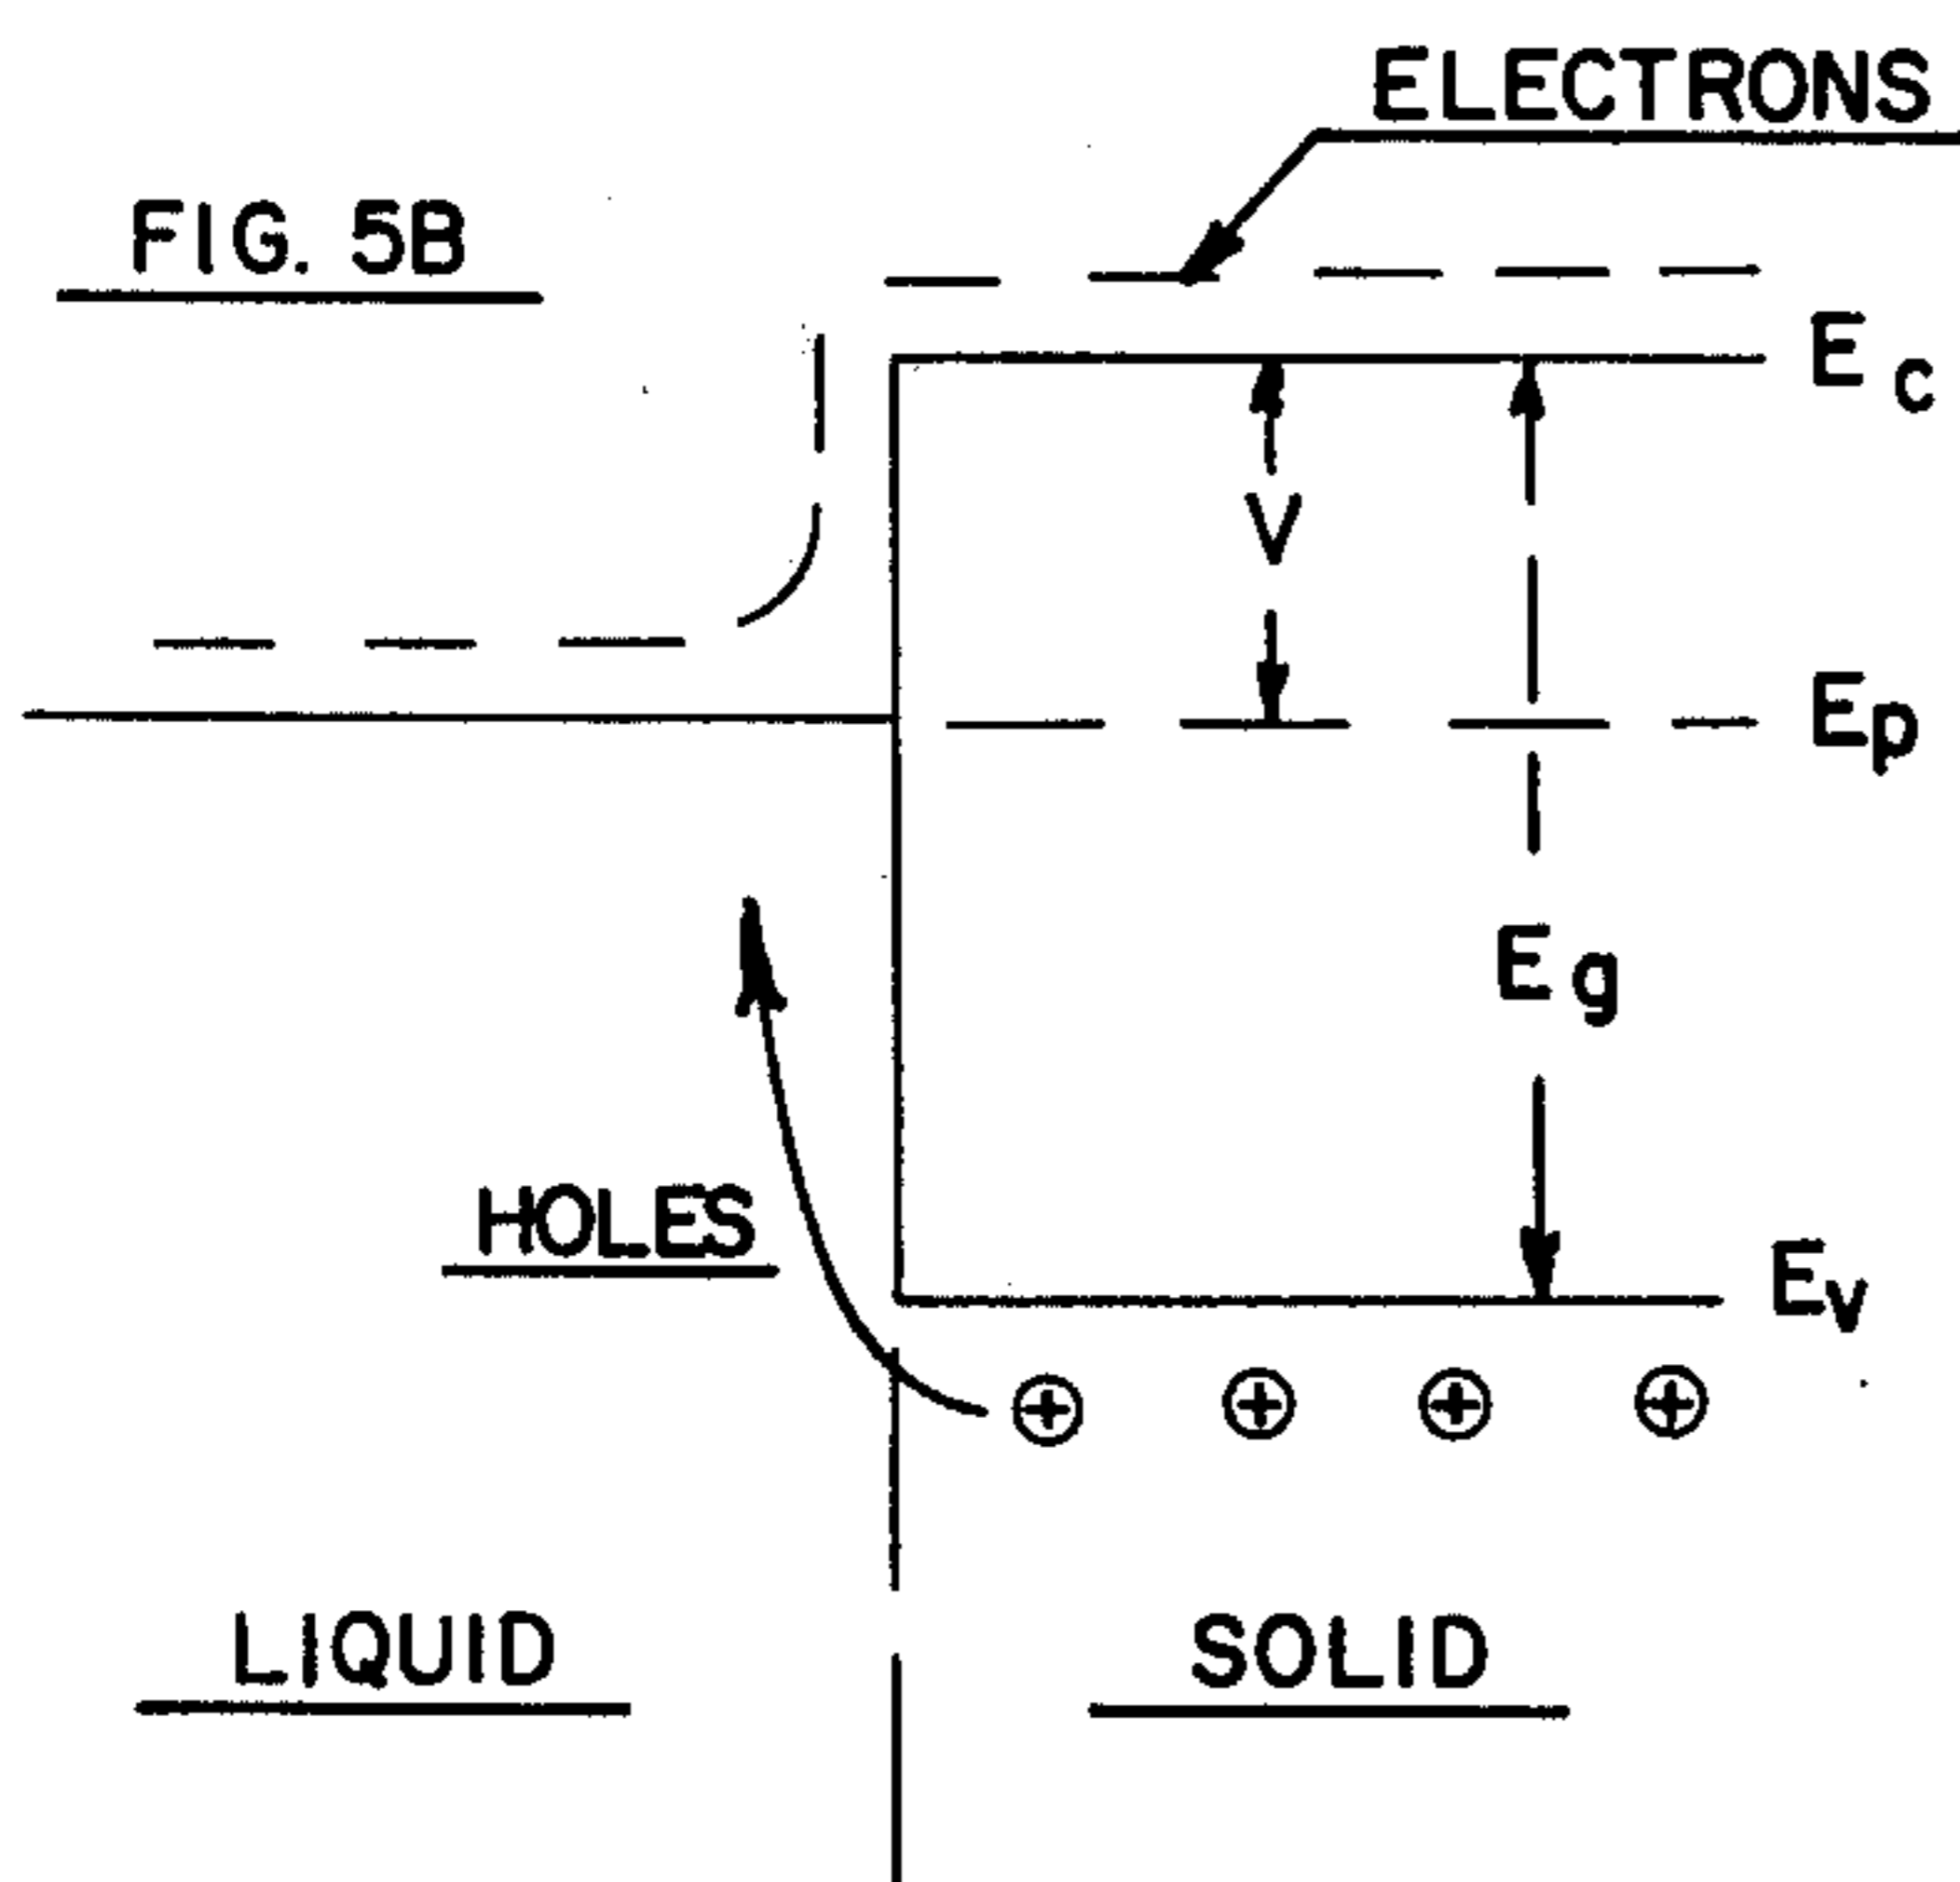 ELECTRONS
FIG. 5B
Ec
V
Ep
Eg
HOLES
Ev
LIQUID
SOLID